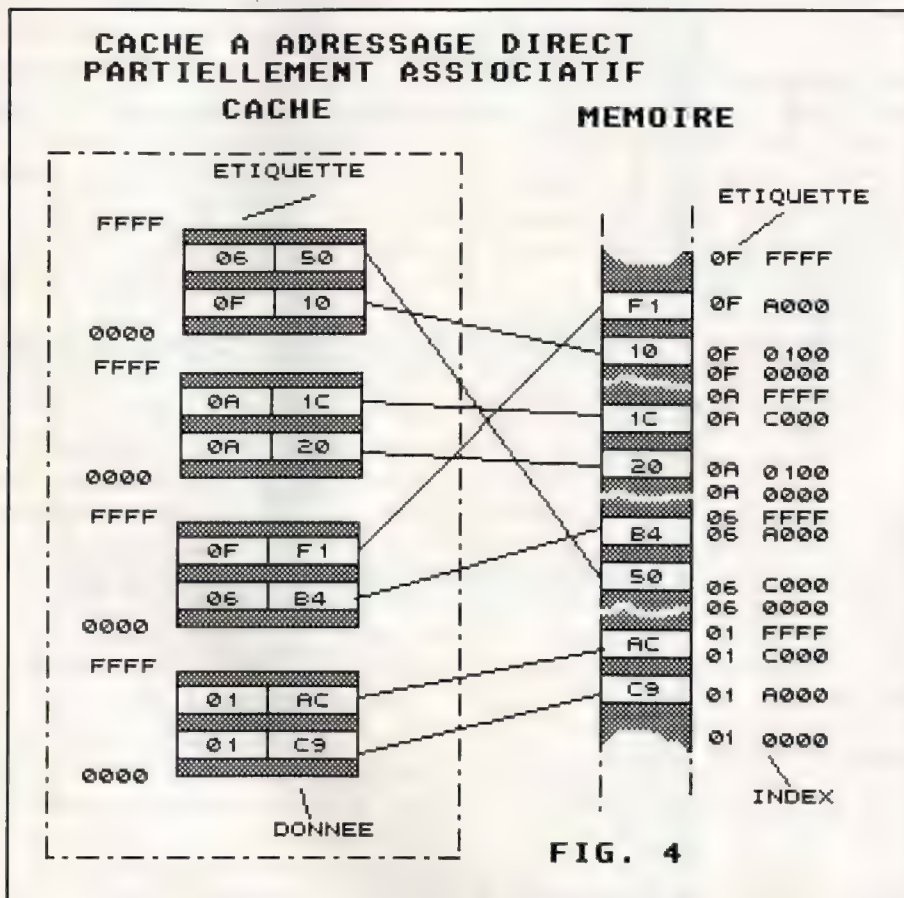 CACHE A ADRESSAGE DIRECT
PARTIELLEMENT ASSIOCIATIF
CACHE
MEMOIRE
ETIQUETTE
FFFF
06 50
0F 10
0000
FFFF
0A 1C
0A 20
0000
FFFF
0F F1
06 B4
0000
FFFF
01 AC
01 C9
0000
DONNEE
ETIQUETTE
0F FFFF
F1 0F A000
10 0F 0100
0F 0000
0A FFFF
1C 0A C000
20 0A 0100
0A 0000
06 FFFF
B4 06 A000
50 06 C000
06 0000
01 FFFF
AC 01 C000
C9 01 A000
01 0000
INDEX
FIG. 4